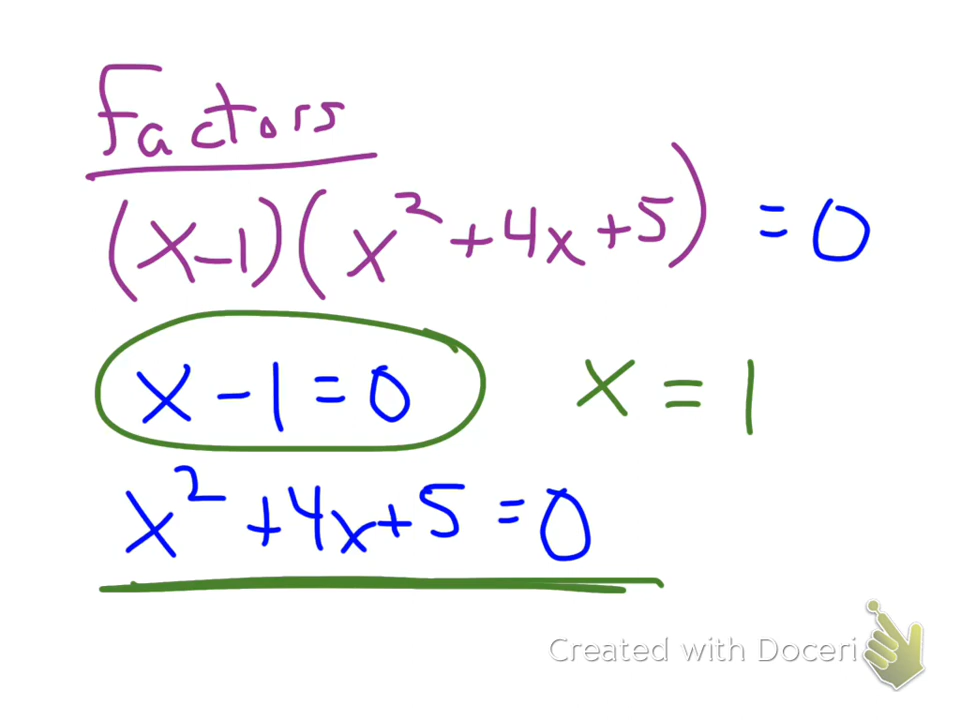 Factors
(x-1)(x²+4x+5) = 0
x-1=0 x=1
x²+4x+5=0
Created with Doceri